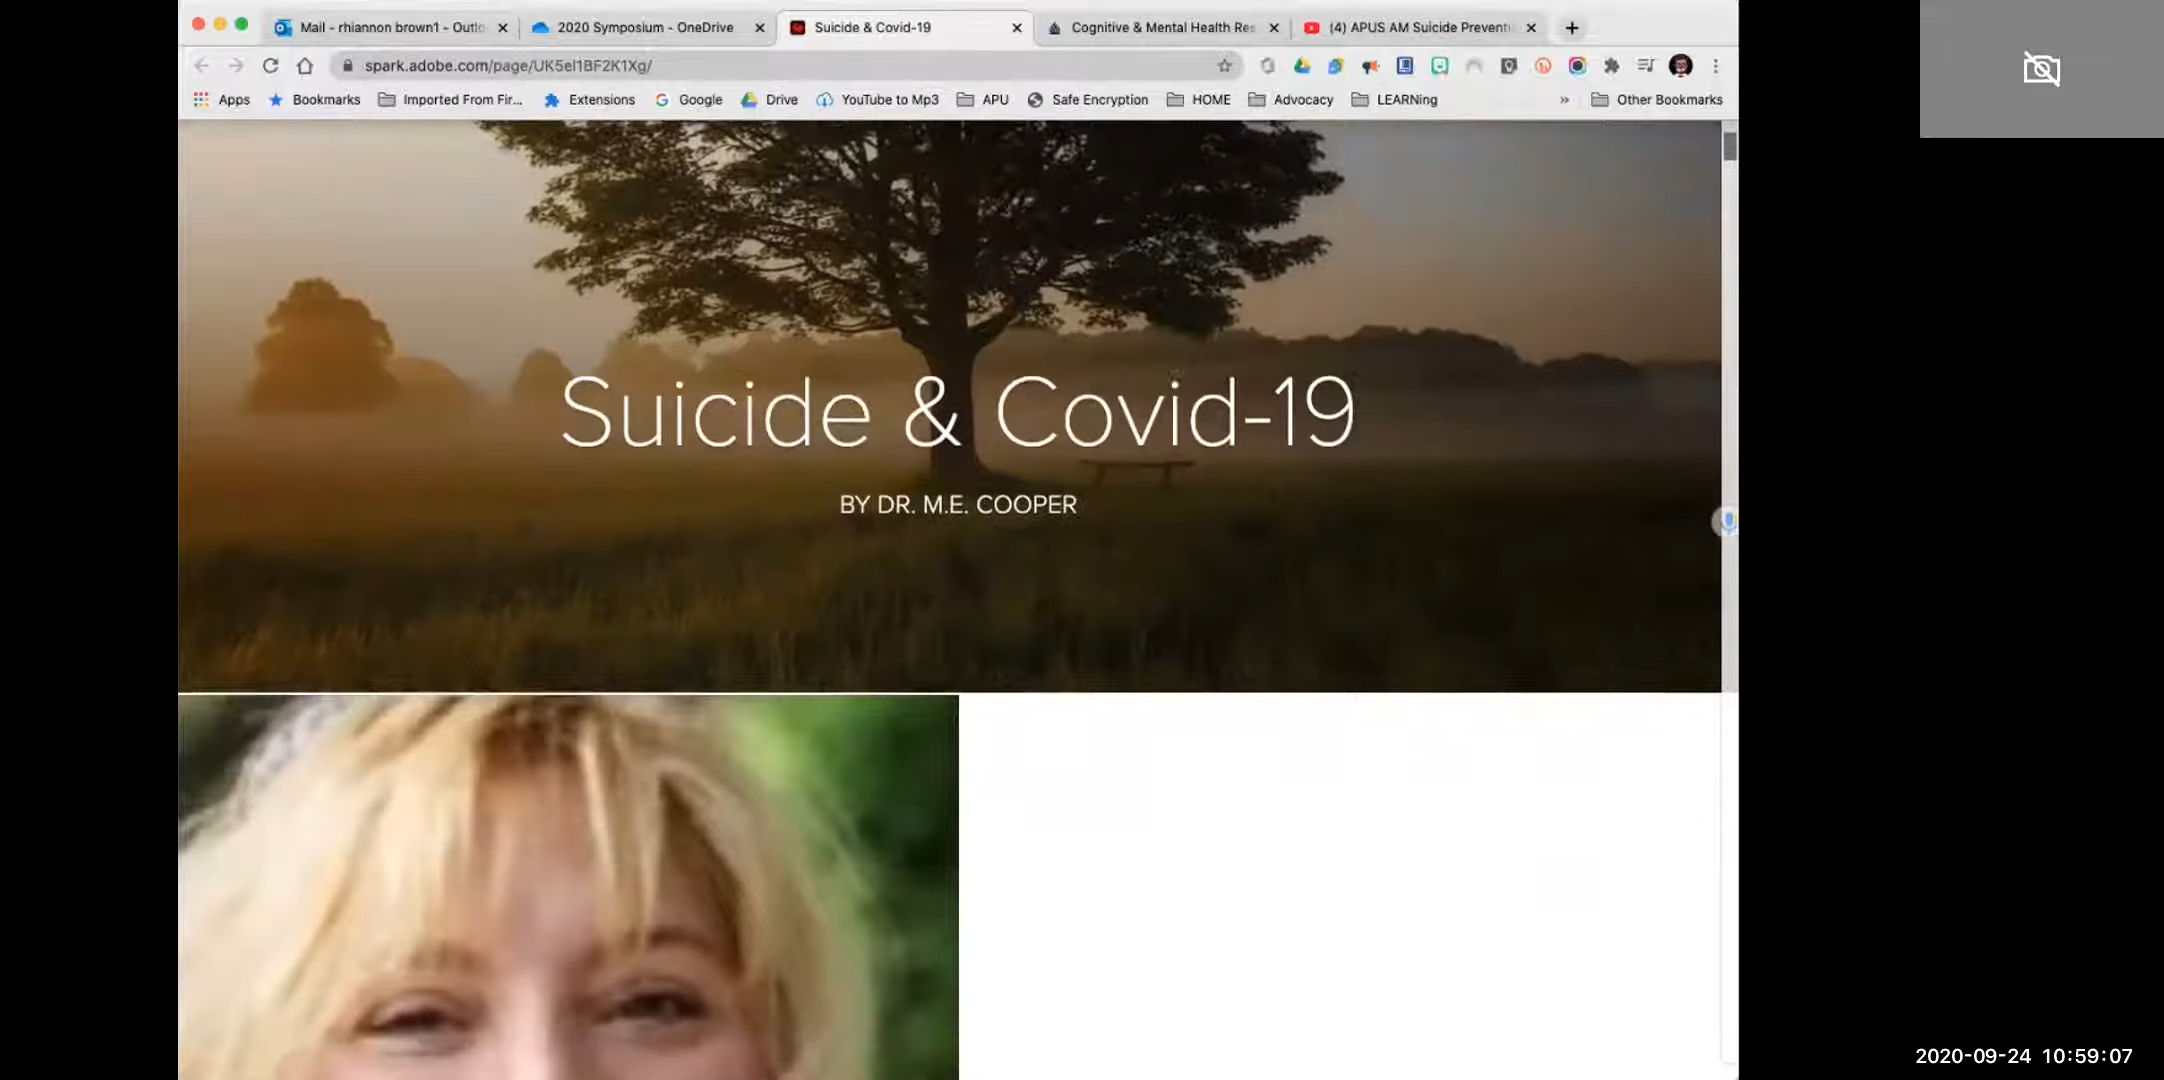 Mail - rhiannon brown1 - Outlo
2020 Symposium - OneDrive
Suicide & Covid-19
Cognitive & Mental Health Res
(4) APUS AM Suicide Preventi
spark.adobe.com/page/UK5el1BF2K1Xg/
Apps
Bookmarks
Imported From Fir...
Extensions
Google
Drive
YouTube to Mp3
APU
Safe Encryption
HOME
Advocacy
LEARNing
»
Other Bookmarks
Suicide & Covid-19
BY DR. M.E. COOPER
2020-09-24 10:59:07